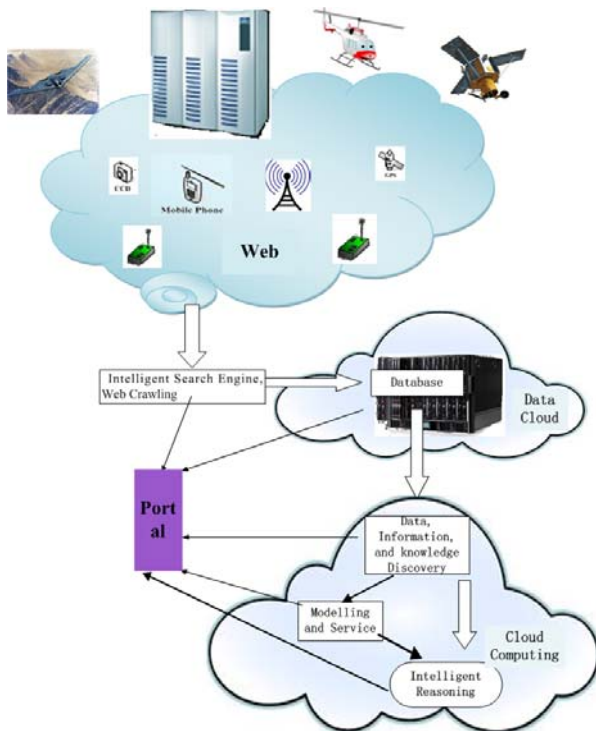 CCD
Mobile Phone
GPS
Web
Intelligent Search Engine,
Web Crawling
Database
Data
Cloud
Port
al
Data,
Information,
and knowledge
Discovery
Modelling
and Service
Cloud
Computing
Intelligent
Reasoning